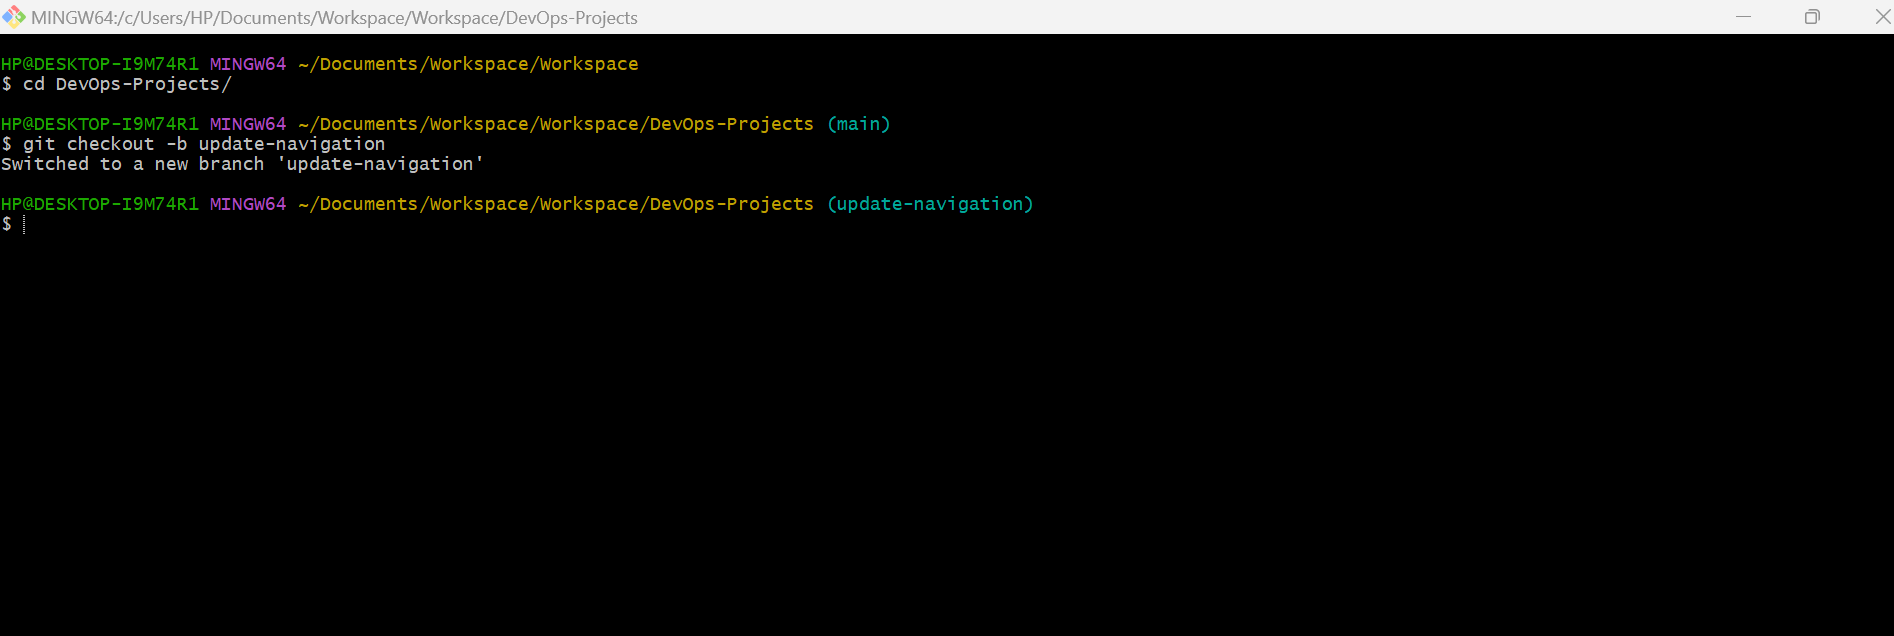 MINGW64:/c/Users/HP/Documents/Workspace/Workspace/DevOps-Projects
HP@DESKTOP-I9M74R1 MINGW64 ~/Documents/Workspace/Workspace
$ cd DevOps-Projects/
HP@DESKTOP-I9M74R1 MINGW64 ~/Documents/Workspace/Workspace/DevOps-Projects (main)
$ git checkout -b update-navigation
Switched to a new branch 'update-navigation'
HP@DESKTOP-I9M74R1 MINGW64 ~/Documents/Workspace/Workspace/DevOps-Projects (update-navigation)
$